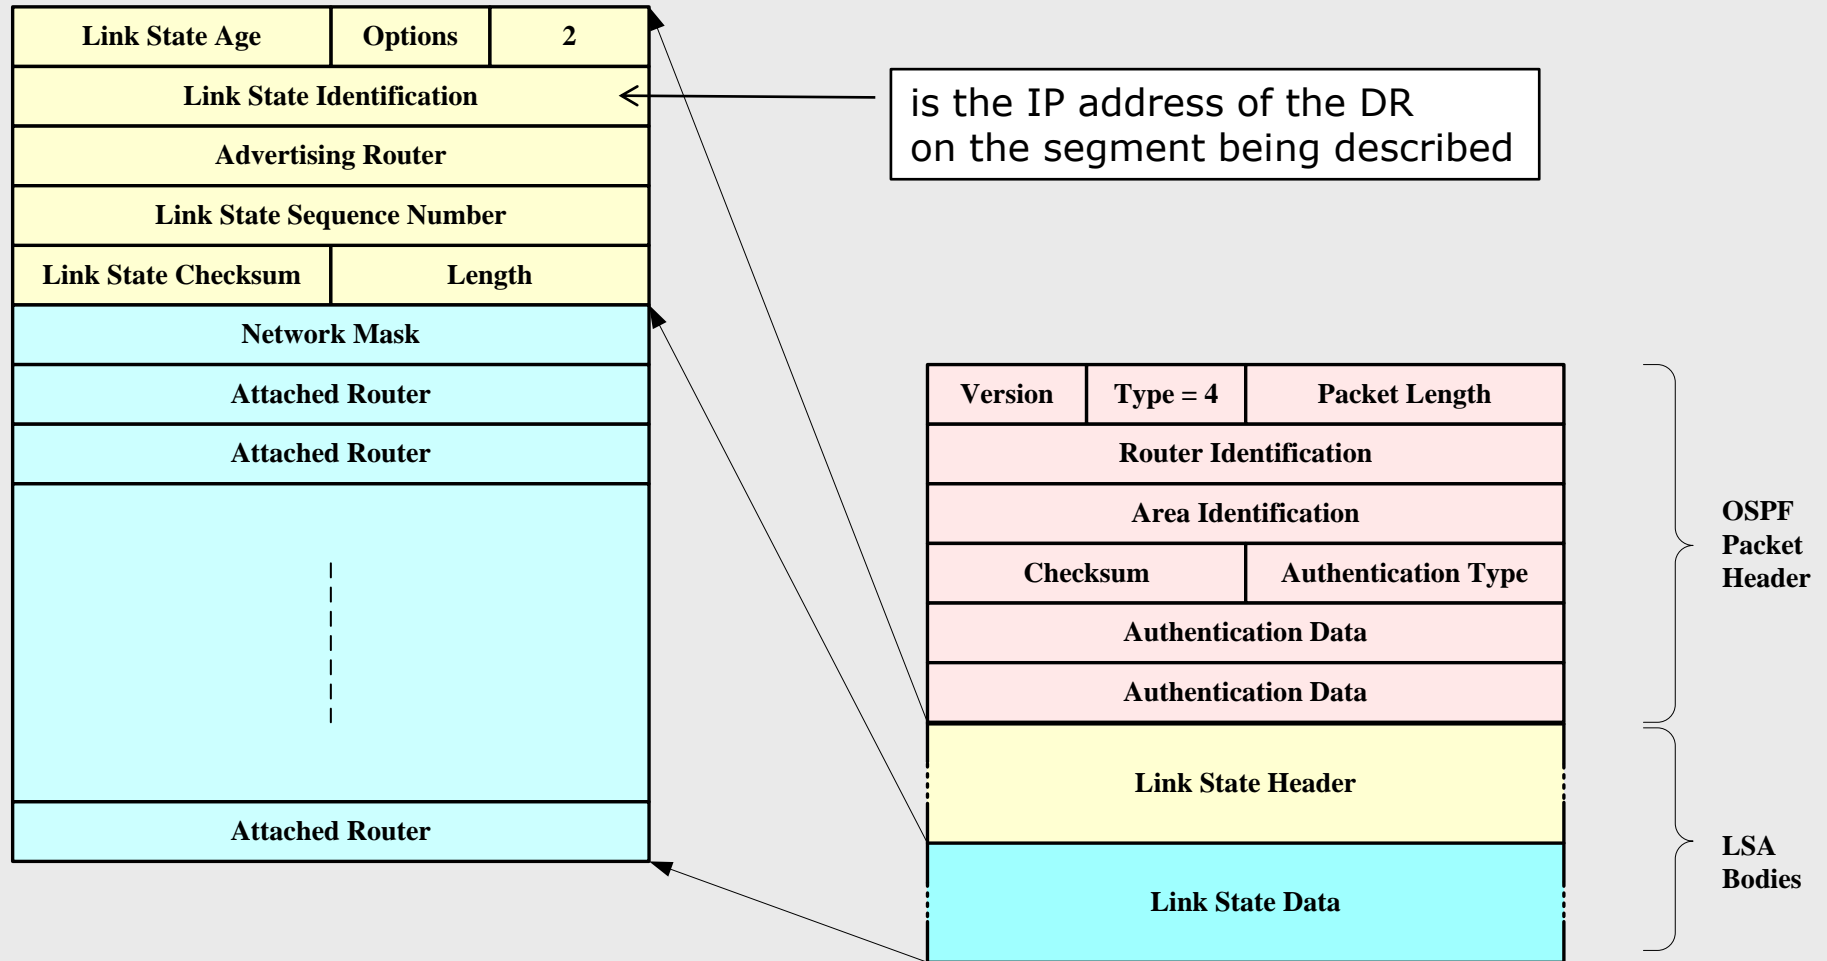 Link State Age Options 2
Link State Identification
Advertising Router
Link State Sequence Number
Link State Checksum Length
Network Mask
Attached Router
Attached Router
Attached Router
is the IP address of the DR
on the segment being described
Version Type = 4 Packet Length
Router Identification
Area Identification
Checksum Authentication Type
Authentication Data
Authentication Data
Link State Header
Link State Data
OSPF
Packet
Header
LSA
Bodies